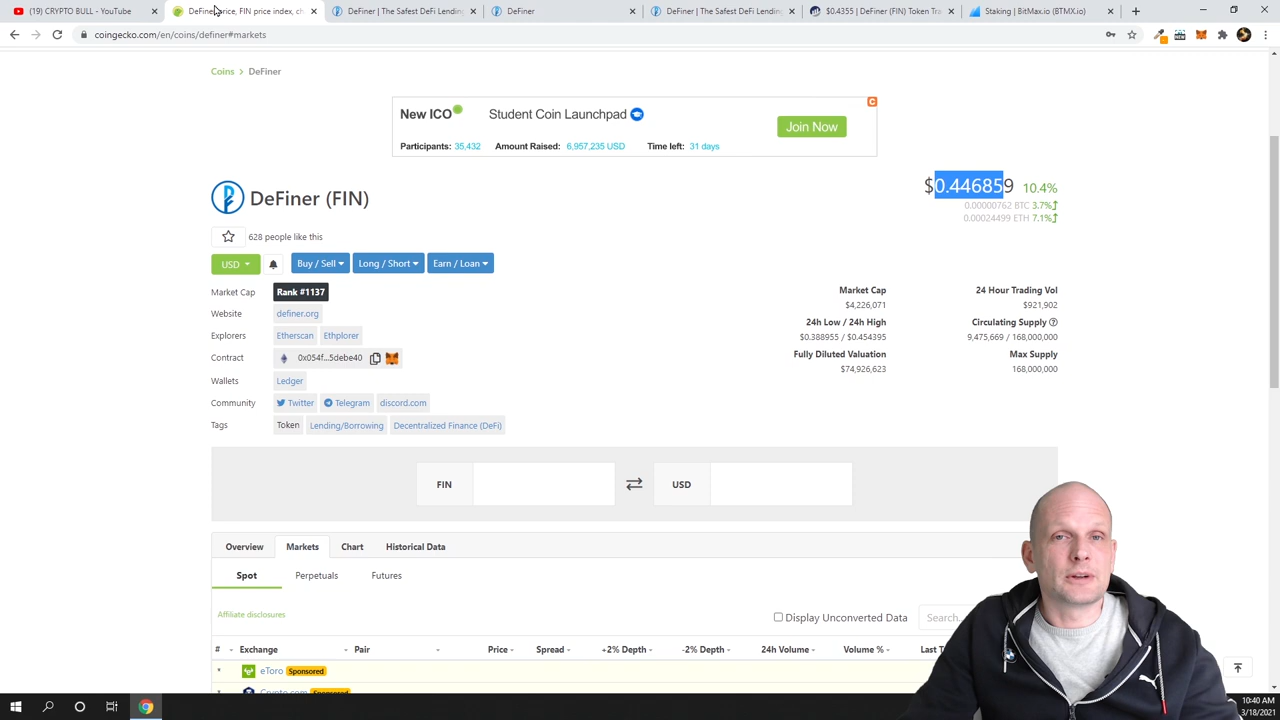 (19) CRYPTO BULL - YouTube
DeFiner price, FIN price index, ch
DeFiner | The Safest DeFi Lending
DeFiner
DeFiner | The Safest DeFi Lending
$0.4355 | DeFiner (FIN) Token Tra
Staking | BitMax.io (BTMX.io)
coingecko.com/en/coins/definer#markets
Coins > DeFiner
New ICO
Student Coin Launchpad
Join Now
Participants: 35,432 Amount Raised: 6,957,235 USD Time left: 31 days
DeFiner (FIN)
$0.446859 10.4%
0.00000762 BTC 3.7%
0.00024499 ETH 7.1%
628 people like this
USD
Buy / Sell
Long / Short
Earn / Loan
Market Cap Rank #1137
Website definer.org
Explorers Etherscan Ethplorer
Contract 0x054f...5debe40
Wallets Ledger
Community Twitter Telegram discord.com
Tags Token Lending/Borrowing Decentralized Finance (DeFi)
Market Cap
$4,226,071
24 Hour Trading Vol
$921,902
24h Low / 24h High
$0.388955 / $0.454395
Circulating Supply
9,475,669 / 168,000,000
Fully Diluted Valuation
$74,926,623
Max Supply
168,000,000
FIN
USD
Overview Markets Chart Historical Data
Spot Perpetuals Futures
Affiliate disclosures
Display Unconverted Data
Search...
# Exchange Pair Price Spread +2% Depth -2% Depth 24h Volume Volume % Last T
* eToro Sponsored
* Crypto.com Sponsored
10:40 AM
3/18/2021